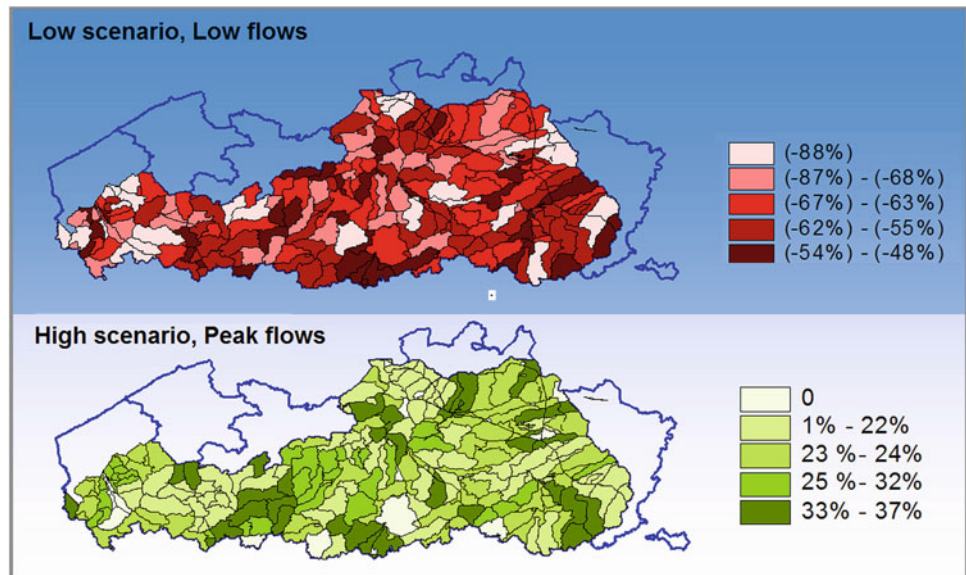 Low scenario, Low flows
(-88%)
(-87%) - (-68%)
(-67%) - (-63%)
(-62%) - (-55%)
(-54%) - (-48%)
High scenario, Peak flows
0
1% - 22%
23 %- 24%
25 %- 32%
33% - 37%